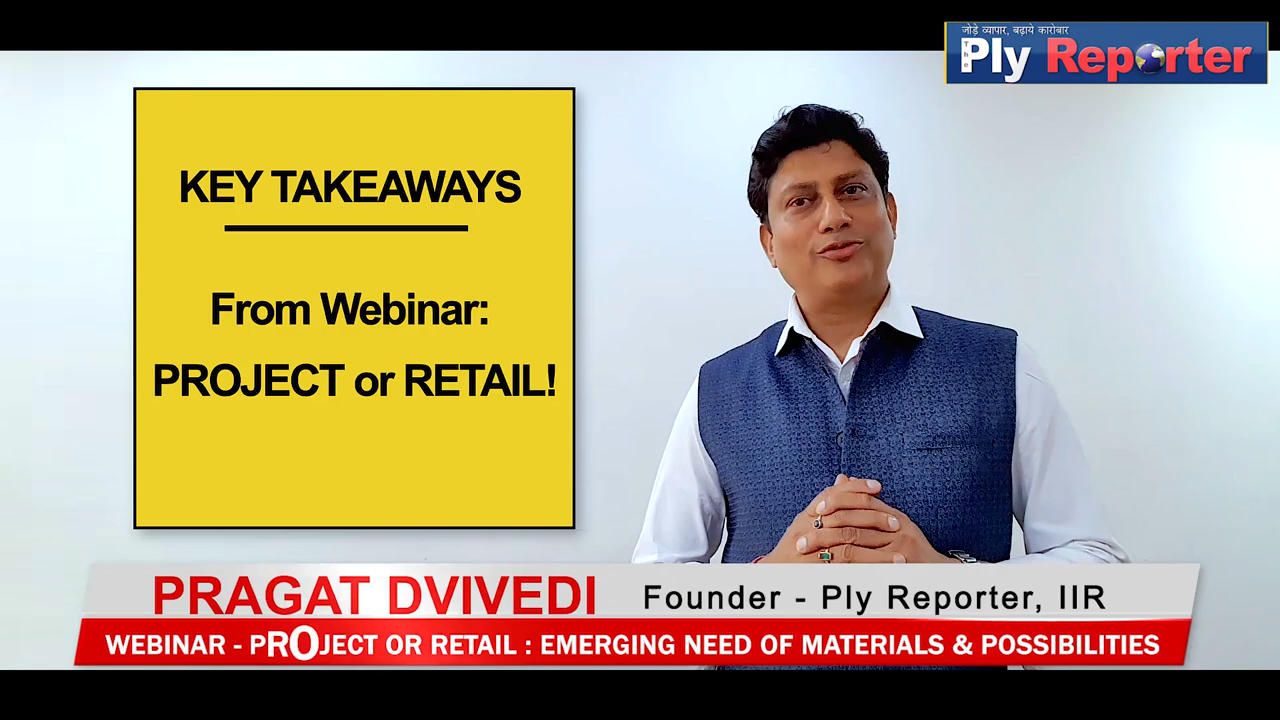 जोड़े व्यापार, बढ़ाये कारोबार
The
Ply Reporter
KEY TAKEAWAYS
From Webinar:
PROJECT or RETAIL!
PRAGAT DVIVEDI Founder - Ply Reporter, IIR
WEBINAR - PROJECT OR RETAIL : EMERGING NEED OF MATERIALS & POSSIBILITIES